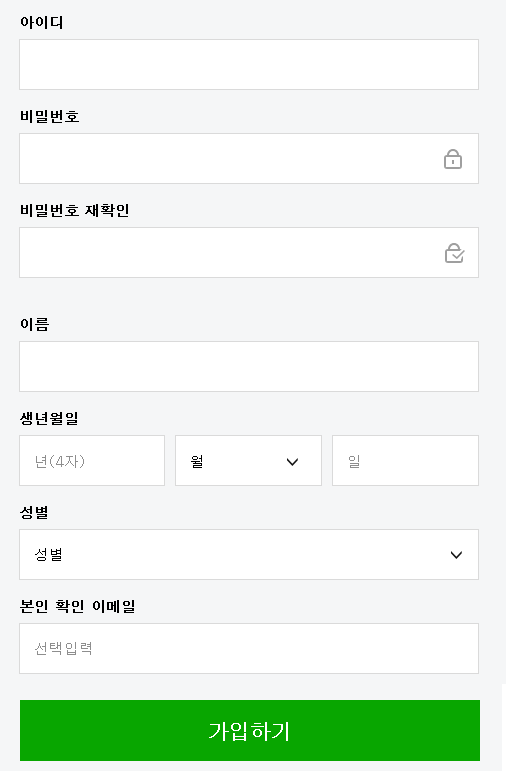 아이디
비밀번호
비밀번호 재확인
이름
생년월일
년(4자) 월 일
성별
성별
본인 확인 이메일
선택입력
가입하기